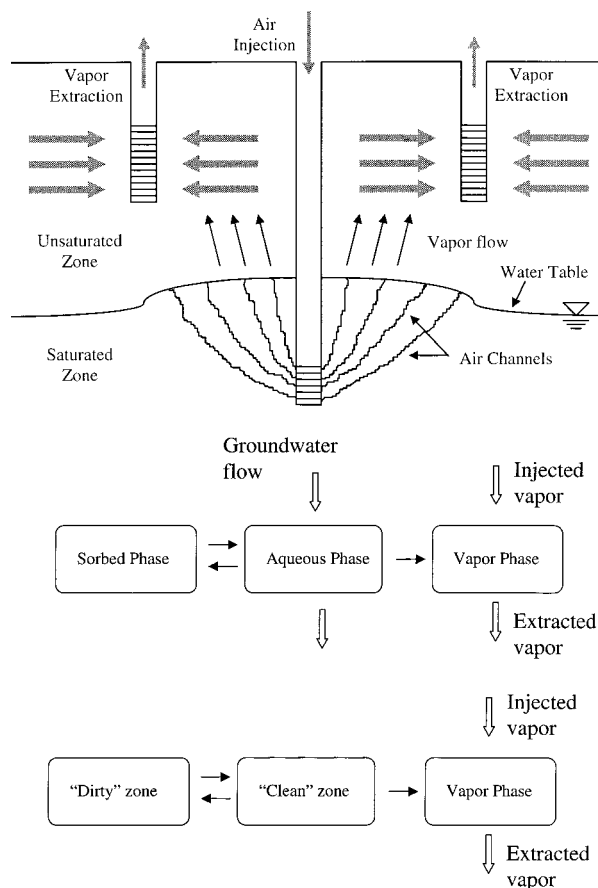 Air
Injection
Vapor
Extraction
Vapor
Extraction
Unsaturated
Zone
Vapor flow
Water Table
Saturated
Zone
Air Channels
Groundwater
flow
Injected
vapor
Sorbed Phase
Aqueous Phase
Vapor Phase
Extracted
vapor
Injected
vapor
"Dirty" zone
"Clean" zone
Vapor Phase
Extracted
vapor